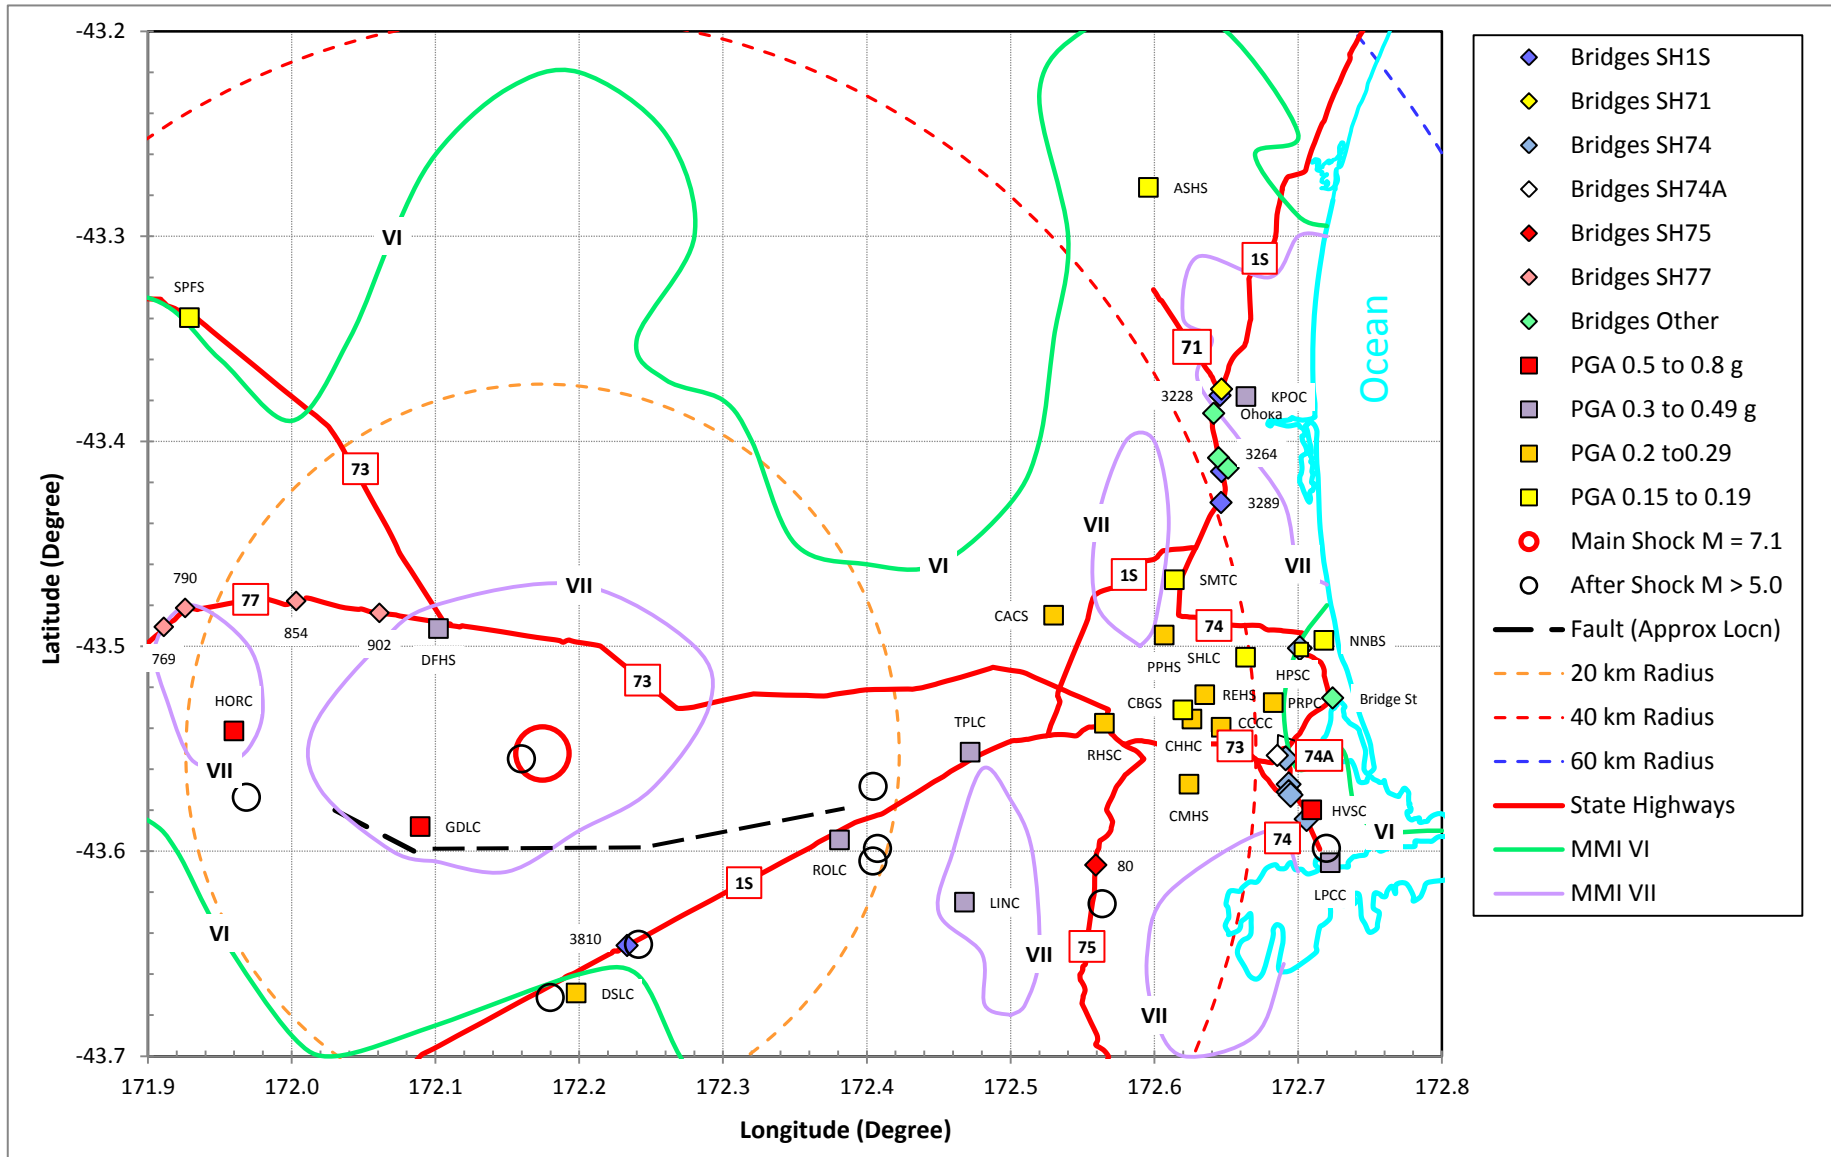 -43.2
-43.3
-43.4
-43.5
-43.6
-43.7
171.9
172.0
172.1
172.2
172.3
172.4
172.5
172.6
172.7
172.8
Latitude (Degree)
Longitude (Degree)
Ocean
SPFS
ASHS
VI
1S
71
3228
KPOC
Ohoka
3264
3289
73
VII
VII
VI
1S
SMTC
790
77
VII
854
902
769
DFHS
CACS
74
NNBS
PPHS
SHLC
HPSC
73
HORC
CBGS
REHS
PRPC
Bridge St
TPLC
CCCC
RHSC
CHHC
73
74A
VII
CMHS
HVSC
GDLC
ROLC
74
VI
80
LPCC
1S
LINC
VI
3810
75
VII
DSLC
VII
Bridges SH1S
Bridges SH71
Bridges SH74
Bridges SH74A
Bridges SH75
Bridges SH77
Bridges Other
PGA 0.5 to 0.8 g
PGA 0.3 to 0.49 g
PGA 0.2 to0.29
PGA 0.15 to 0.19
Main Shock M = 7.1
After Shock M > 5.0
Fault (Approx Locn)
20 km Radius
40 km Radius
60 km Radius
State Highways
MMI VI
MMI VII